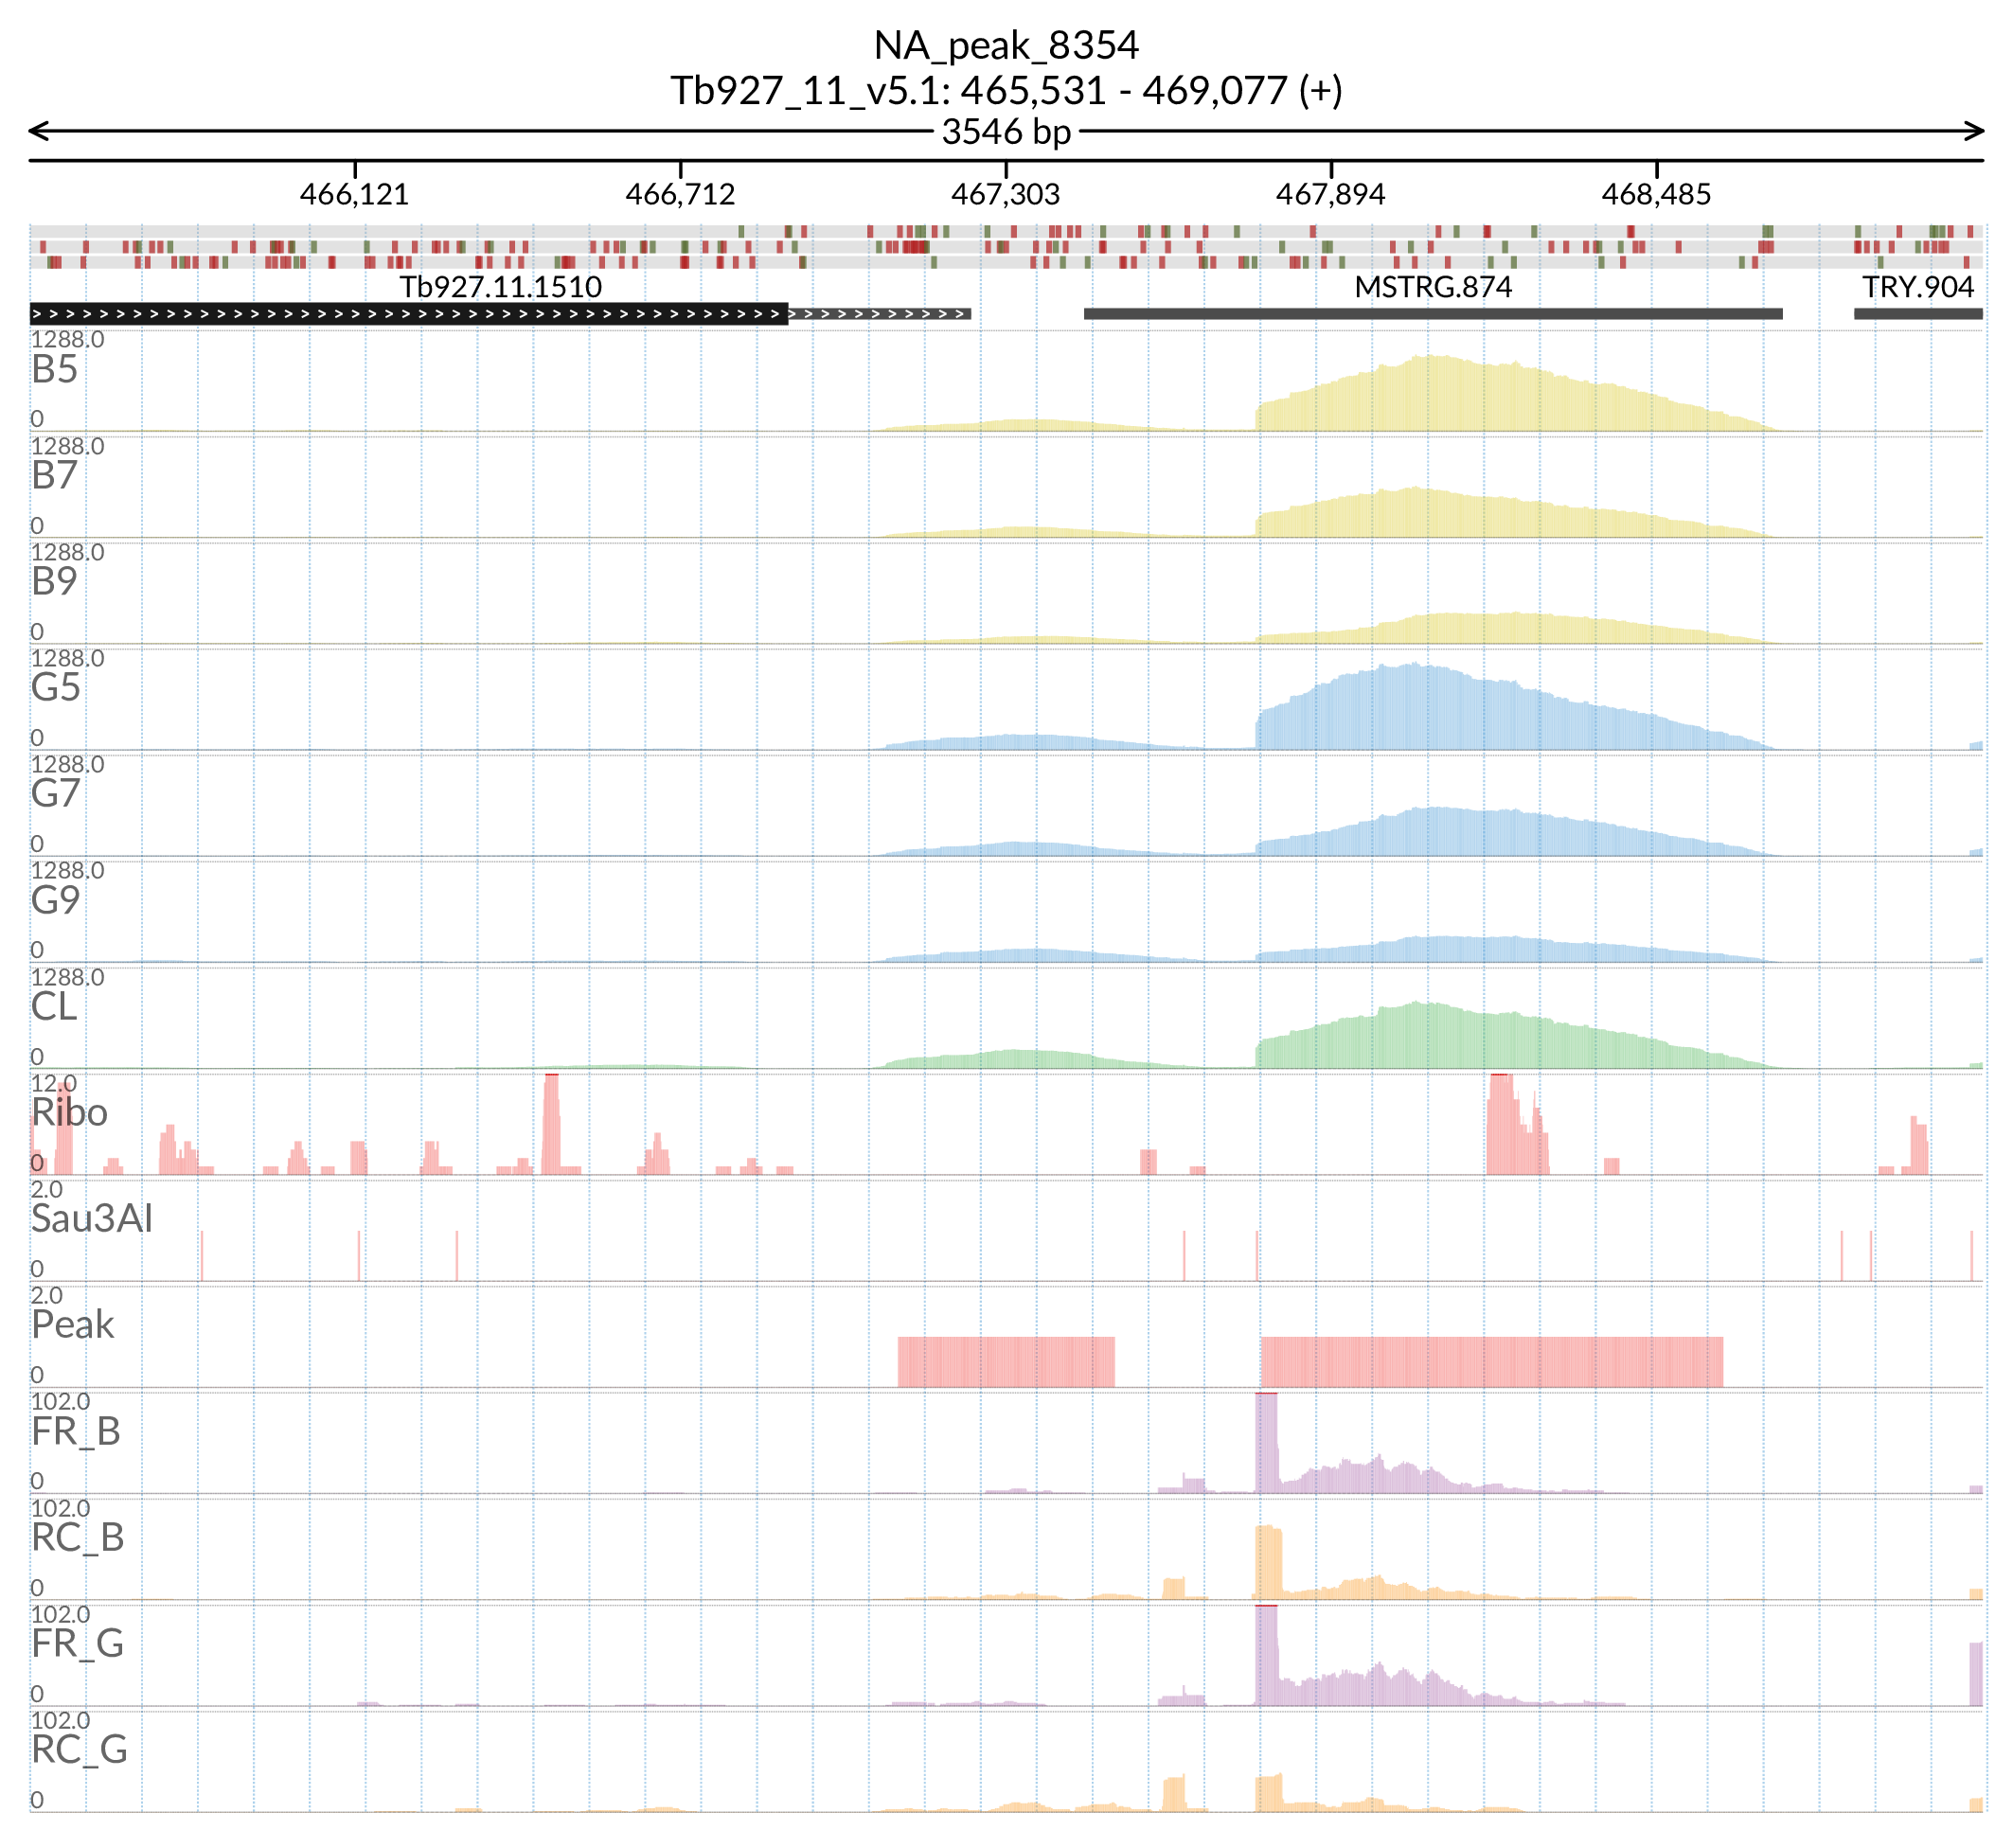 NA_peak_8354
Tb927_11_v5.1: 465,531 - 469,077 (+)
3546 bp
466,121 466,712 467,303 467,894 468,485
Tb927.11.1510 MSTRG.874 TRY.904
1288.0
B5
0
1288.0
B7
0
1288.0
B9
0
1288.0
G5
0
1288.0
G7
0
1288.0
G9
0
1288.0
CL
0
12.0
Ribo
0
2.0
Sau3AI
0
2.0
Peak
0
102.0
FR_B
0
102.0
RC_B
0
102.0
FR_G
0
102.0
RC_G
0